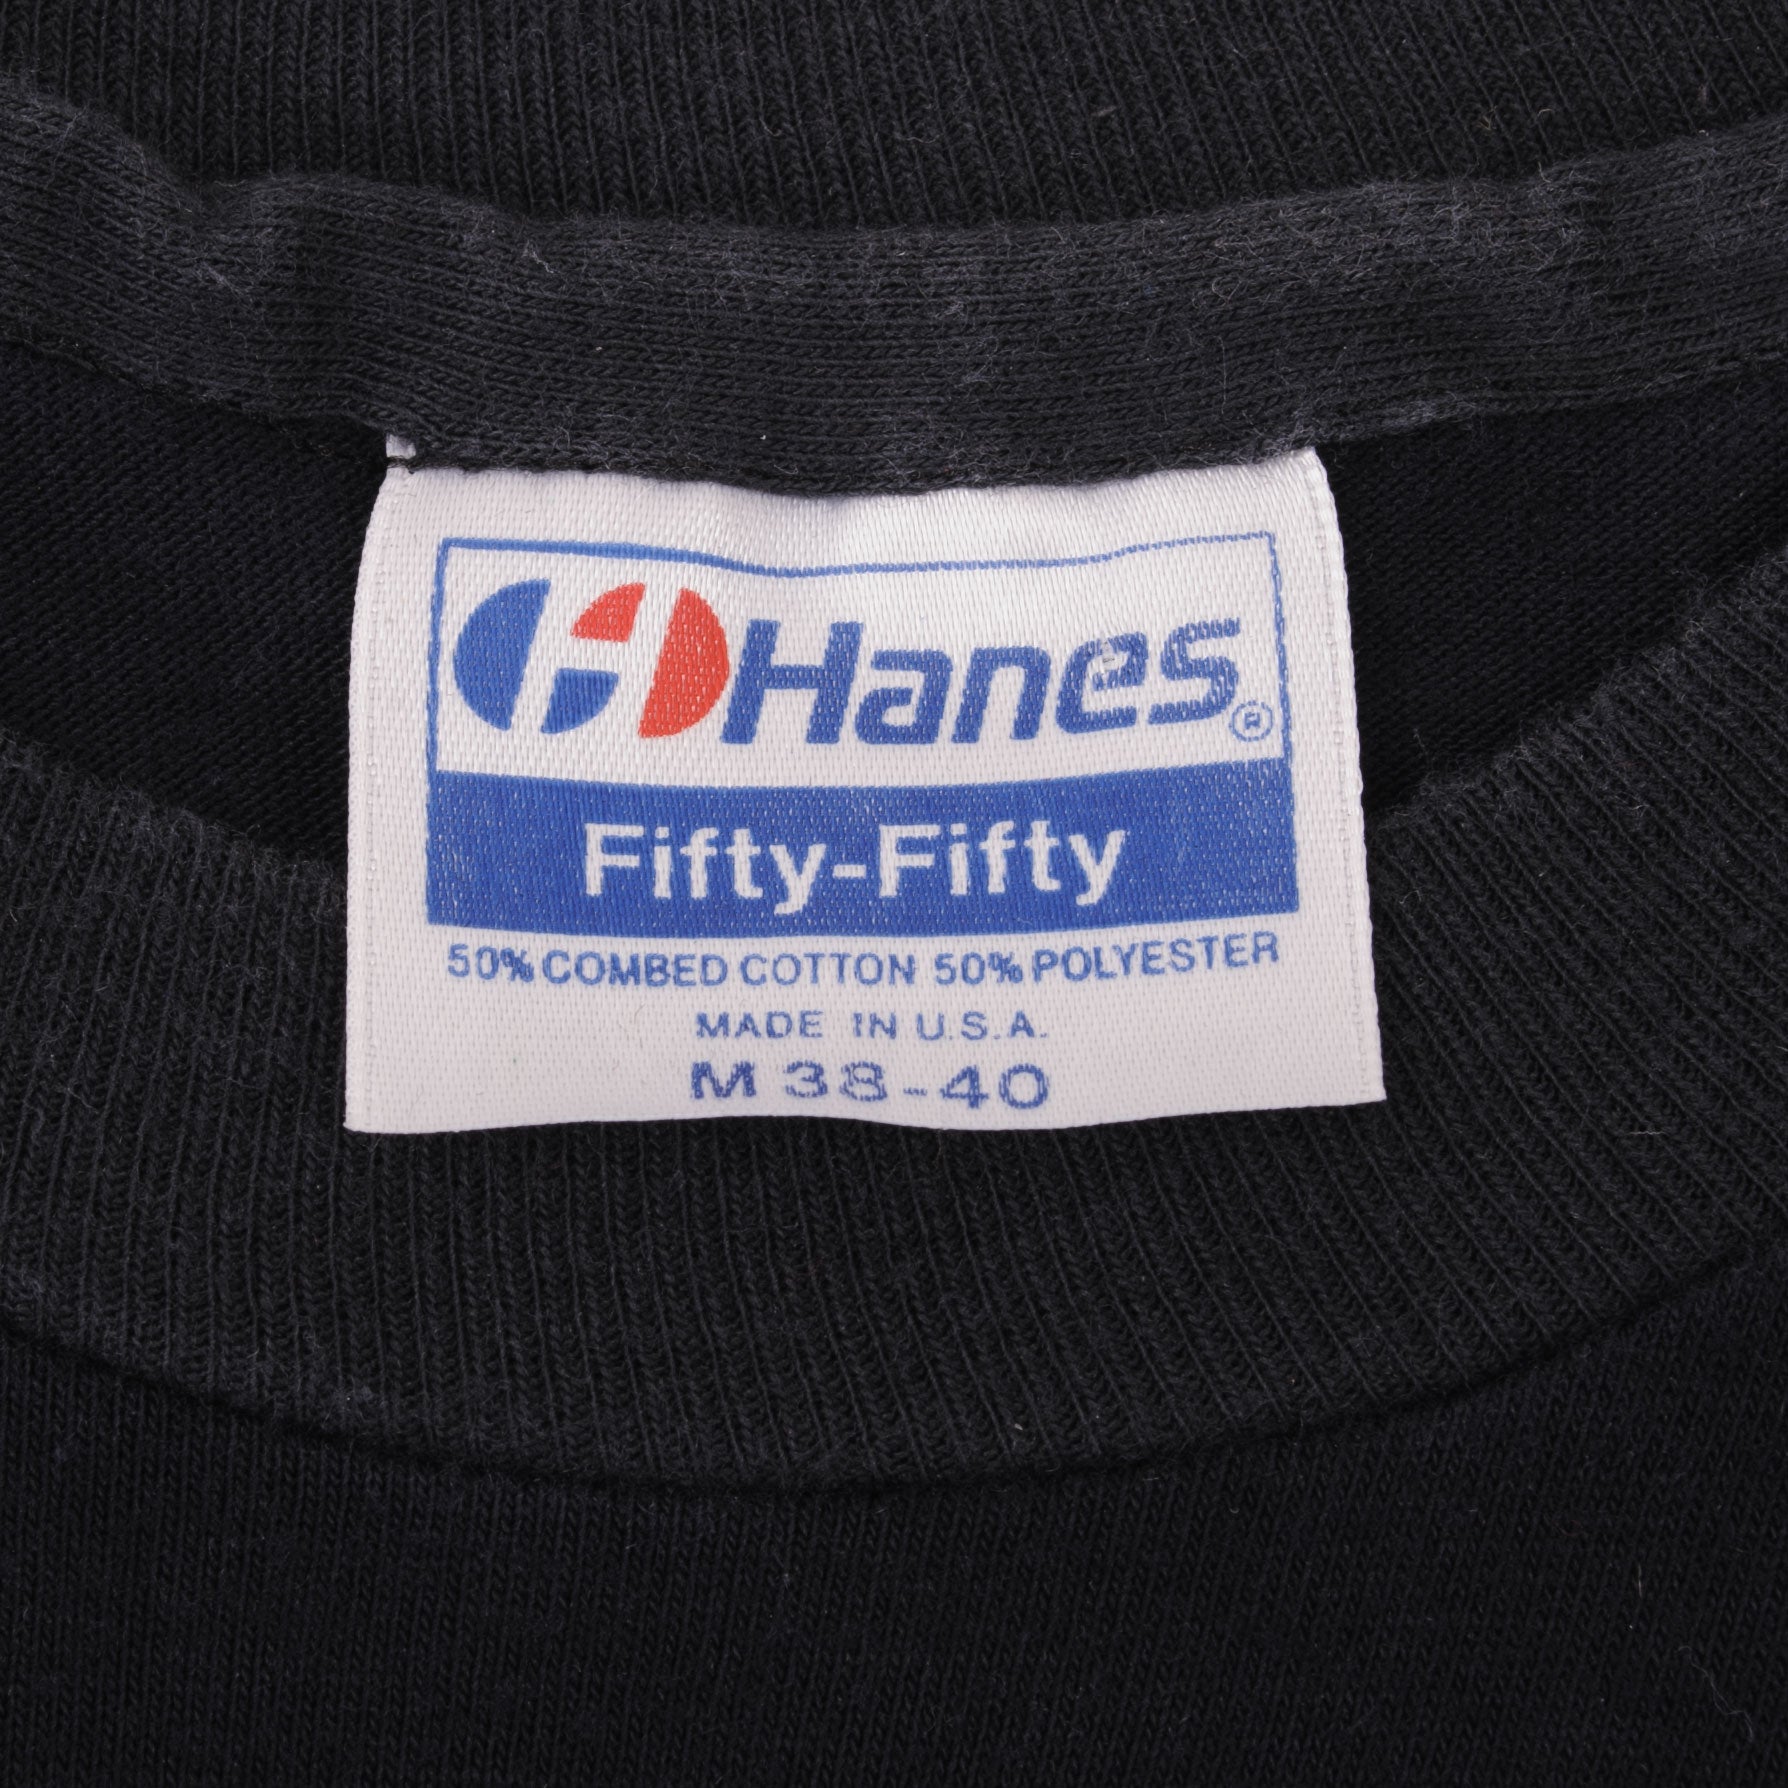 Hanes®
Fifty-Fifty
50% COMBED COTTON 50% POLYESTER
MADE IN U.S.A.
M 38-40